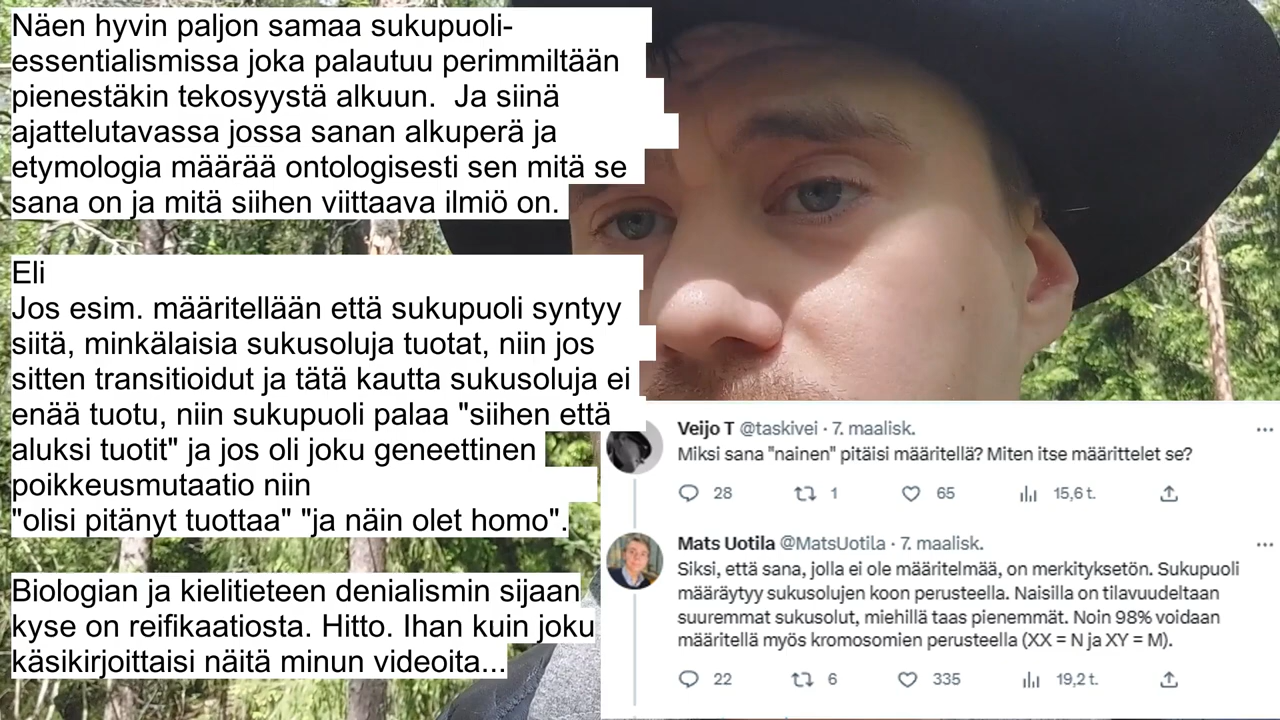 Näen hyvin paljon samaa sukupuoli-
essentialismissa joka palautuu perimmiltään
pienestäkin tekosyystä alkuun.  Ja siinä
ajattelutavassa jossa sanan alkuperä ja
etymologia määrää ontologisesti sen mitä se
sana on ja mitä siihen viittaava ilmiö on.
Eli
Jos esim. määritellään että sukupuoli syntyy
siitä, minkälaisia sukusoluja tuotat, niin jos
sitten transitioidut ja tätä kautta sukusoluja ei
enää tuotu, niin sukupuoli palaa "siihen että
aluksi tuotit" ja jos oli joku geneettinen
poikkeusmutaatio niin
"olisi pitänyt tuottaa" "ja näin olet homo".
Biologian ja kielitieteen denialismin sijaan
kyse on reifikaatiosta. Hitto. Ihan kuin joku
käsikirjoittaisi näitä minun videoita...
Veijo T @taskivei · 7. maalisk.
Miksi sana "nainen" pitäisi määritellä? Miten itse määrittelet se?
28 1 65 15,6 t.
Mats Uotila @MatsUotila · 7. maalisk.
Siksi, että sana, jolla ei ole määritelmää, on merkityksetön. Sukupuoli
määräytyy sukusolujen koon perusteella. Naisilla on tilavuudeltaan
suuremmat sukusolut, miehillä taas pienemmät. Noin 98% voidaan
määritellä myös kromosomien perusteella (XX = N ja XY = M).
22 6 335 19,2 t.